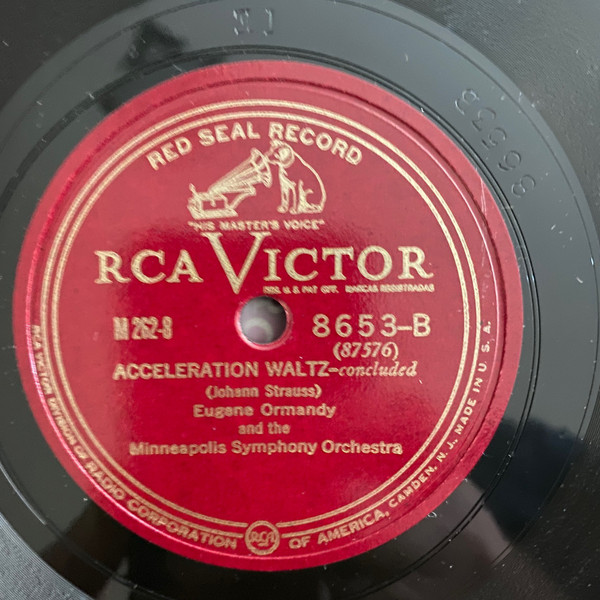 RED SEAL RECORD
"HIS MASTER'S VOICE"
RCA VICTOR
REG. U. S. PAT. OFF. MARCAS REGISTRADAS
M 262-8
8653-B
(87576)
ACCELERATION WALTZ-concluded
(Johann Strauss)
Eugene Ormandy
and the
Minneapolis Symphony Orchestra
RCA VICTOR DIVISION OF RADIO CORPORATION RCA OF AMERICA, CAMDEN, N. J., MADE IN U. S. A.